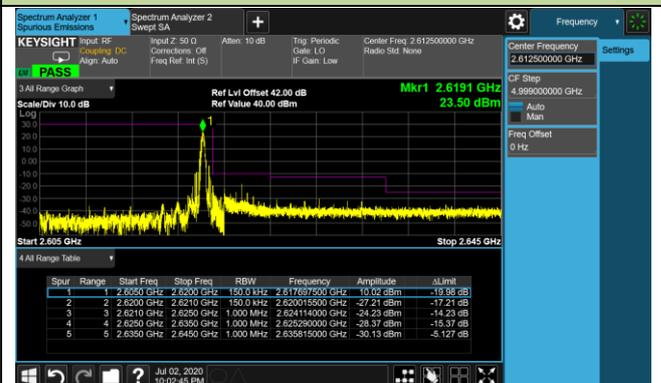 Spectrum Analyzer 1
Spurious Emissions
Spectrum Analyzer 2
Swept SA
+
Frequency
KEYSIGHT
Input: RF
Coupling: DC
Align: Auto
Input Z: 50 Ω
Corrections: Off
Freq Ref: Int (S)
Atten: 10 dB
Trig: Periodic
Gate: LO
IF Gain: Low
Center Freq: 2.612500000 GHz
Radio Std: None
LXI PASS
3 All Range Graph
Scale/Div 10.0 dB
Ref Lvl Offset 42.00 dB
Ref Value 40.00 dBm
Mkr1 2.6191 GHz
23.50 dBm
Log
30.0
20.0
10.0
0.00
-10.0
-20.0
-30.0
-40.0
-50.0
1
Start 2.605 GHz
Stop 2.645 GHz
4 All Range Table
Spur Range Start Freq Stop Freq RBW Frequency Amplitude ΔLimit
1 1 2.6050 GHz 2.6200 GHz 150.0 kHz 2.617697500 GHz 10.02 dBm -19.98 dB
2 2 2.6200 GHz 2.6210 GHz 150.0 kHz 2.620015500 GHz -27.21 dBm -17.21 dB
3 3 2.6210 GHz 2.6250 GHz 1.000 MHz 2.624114000 GHz -24.23 dBm -14.23 dB
4 4 2.6250 GHz 2.6350 GHz 1.000 MHz 2.625290000 GHz -28.37 dBm -15.37 dB
5 5 2.6350 GHz 2.6450 GHz 1.000 MHz 2.635815000 GHz -30.13 dBm -5.127 dB
Center Frequency
2.612500000 GHz
Settings
CF Step
4.999000000 GHz
Auto
Man
Freq Offset
0 Hz
?
Jul 02, 2020
10:02:45 PM